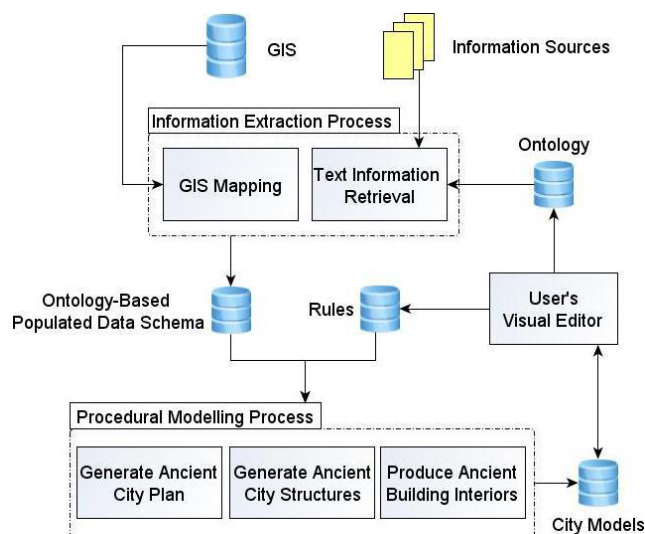 GIS
Information Sources
Information Extraction Process
GIS Mapping
Text Information
Retrieval
Ontology
Ontology-Based
Populated Data Schema
Rules
User's
Visual Editor
Procedural Modelling Process
Generate Ancient
City Plan
Generate Ancient
City Structures
Produce Ancient
Building Interiors
City Models